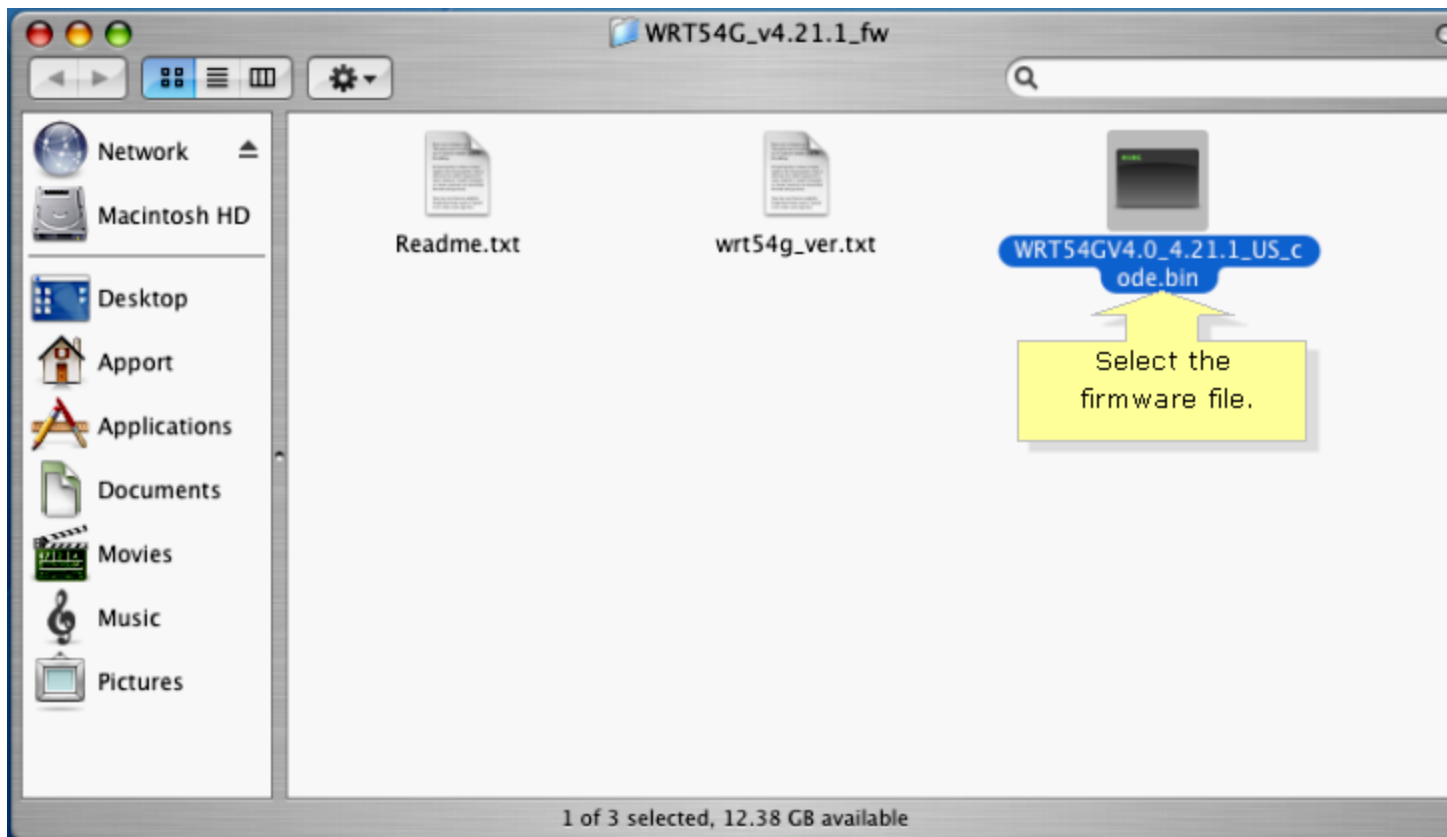 WRT54G_v4.21.1_fw
Network
Macintosh HD
Desktop
Apport
Applications
Documents
Movies
Music
Pictures
Readme.txt
wrt54g_ver.txt
WRT54GV4.0_4.21.1_US_c
ode.bin
Select the
firmware file.
1 of 3 selected, 12.38 GB available